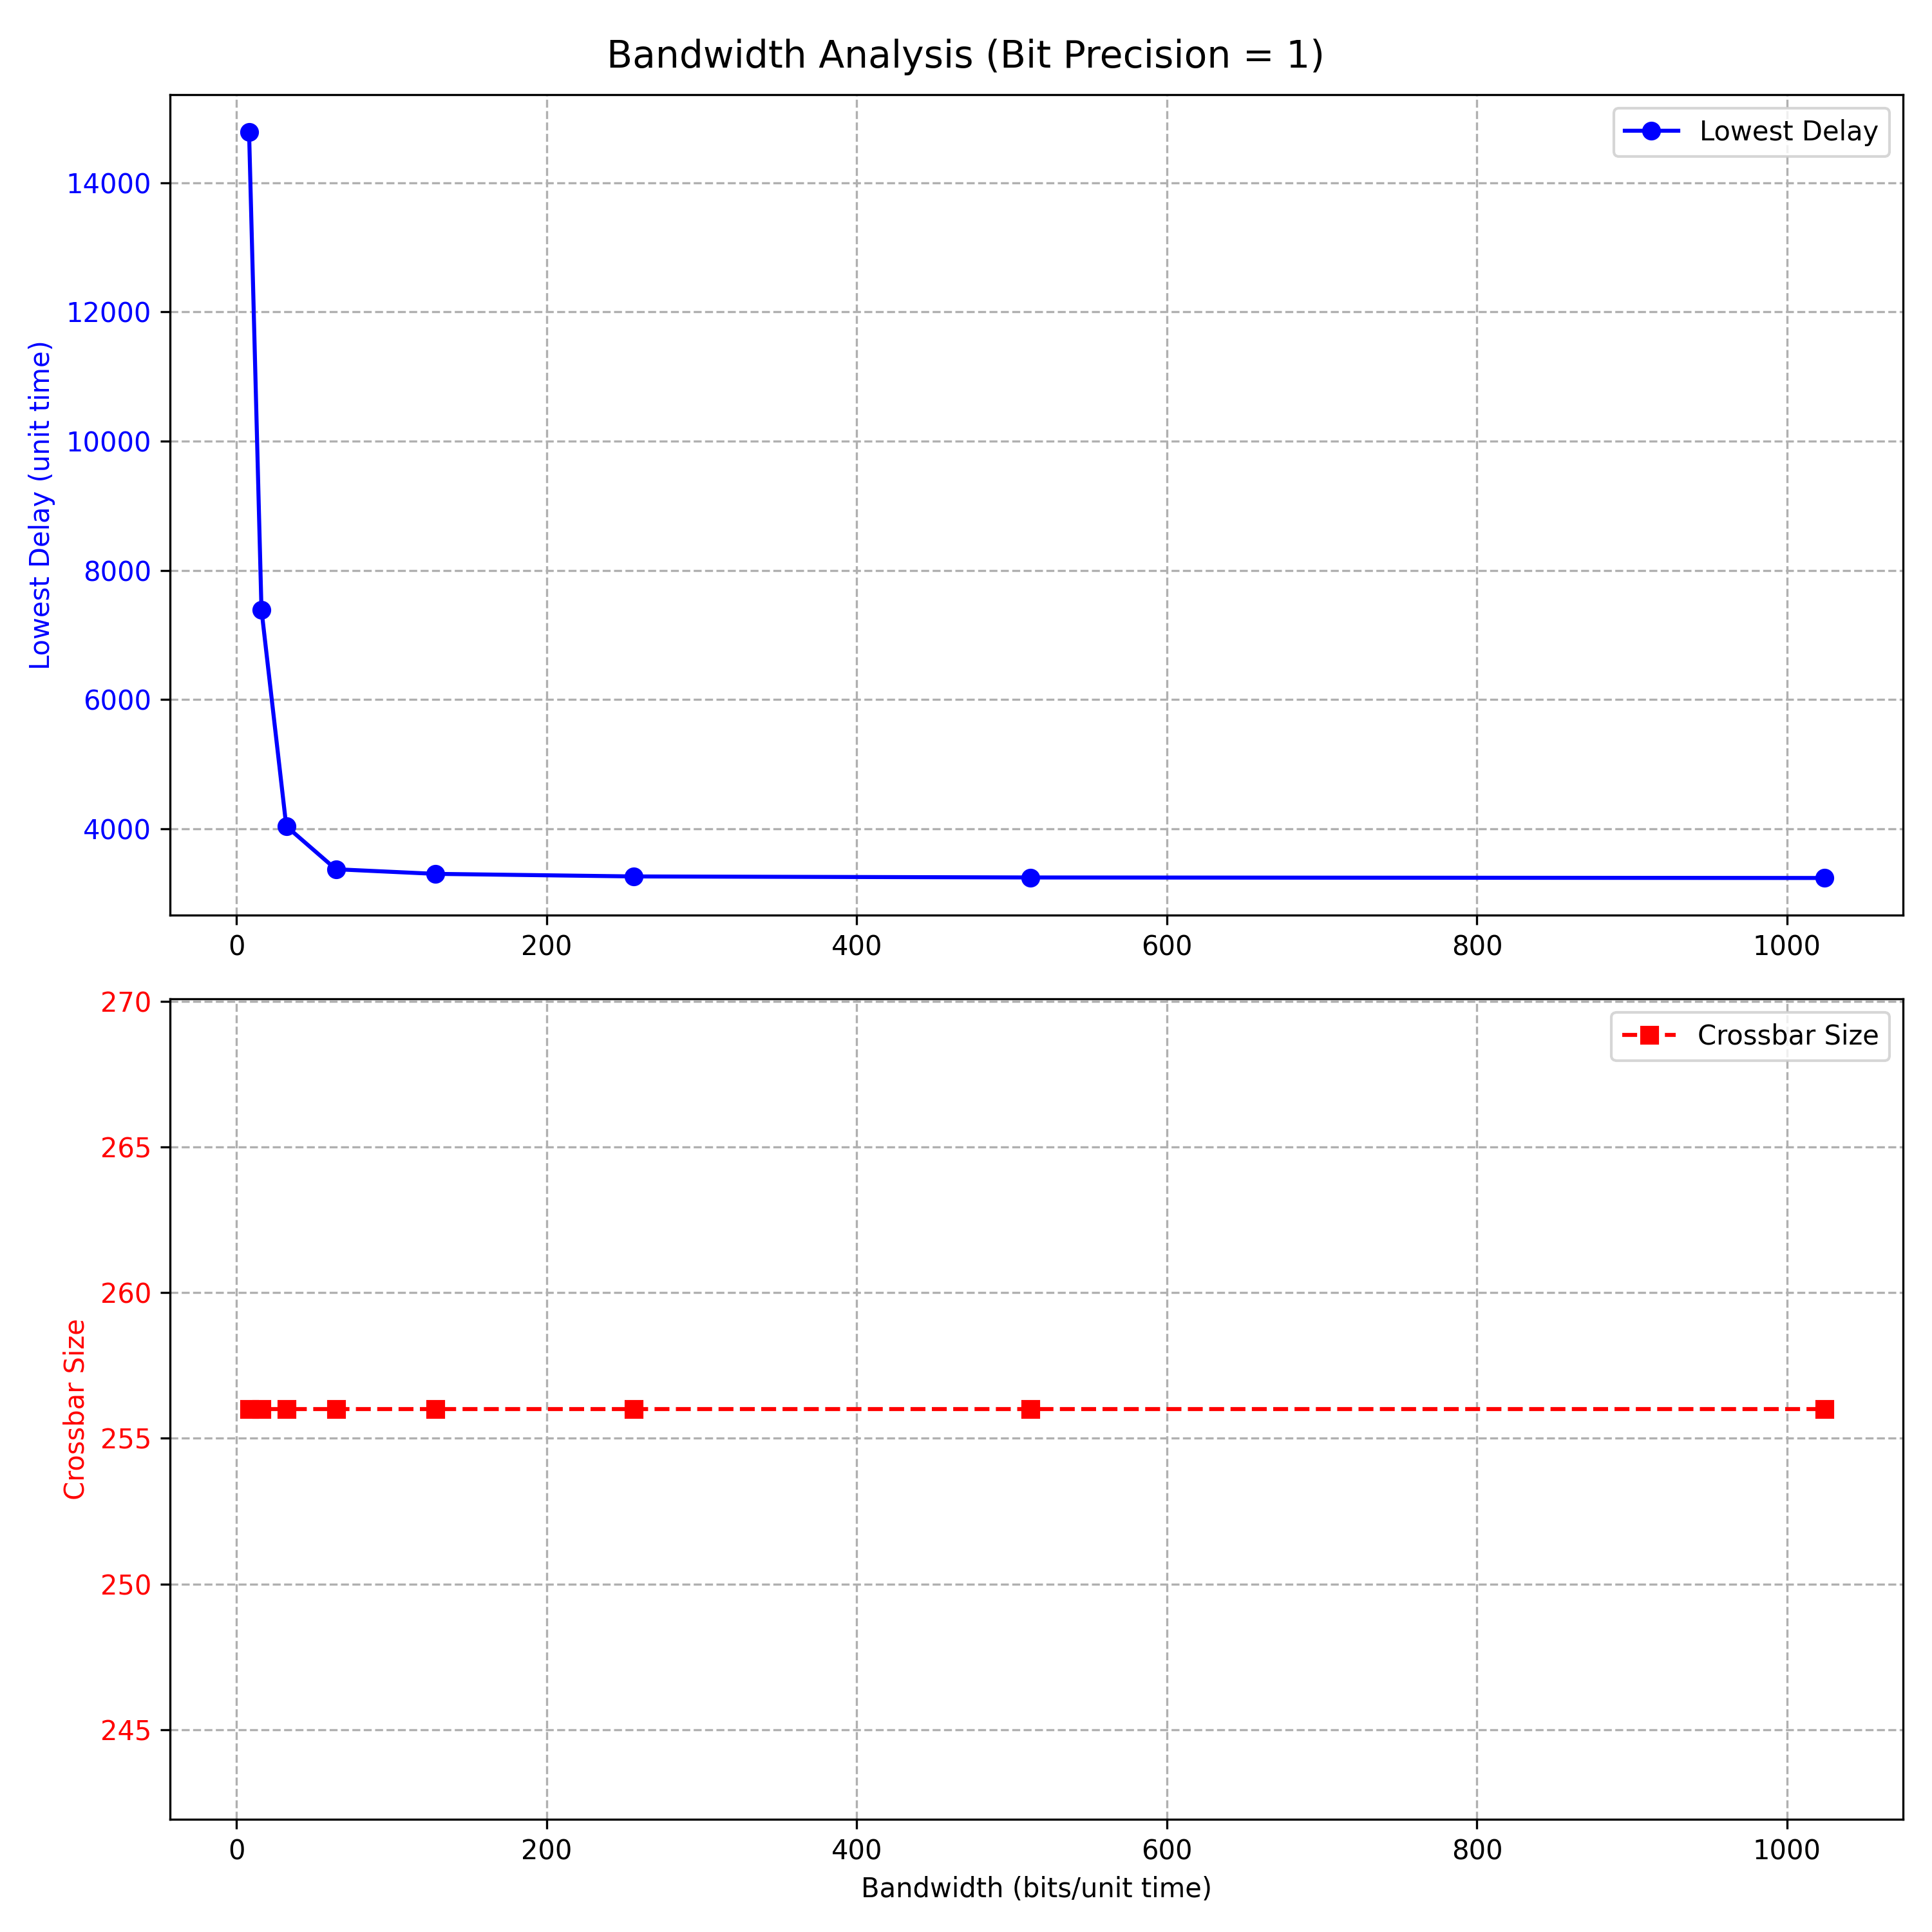 Bandwidth Analysis (Bit Precision = 1)
Lowest Delay
14000
12000
10000
8000
6000
4000
Lowest Delay (unit time)
0 200 400 600 800 1000
Crossbar Size
270
265
260
255
250
245
Crossbar Size
0 200 400 600 800 1000
Bandwidth (bits/unit time)